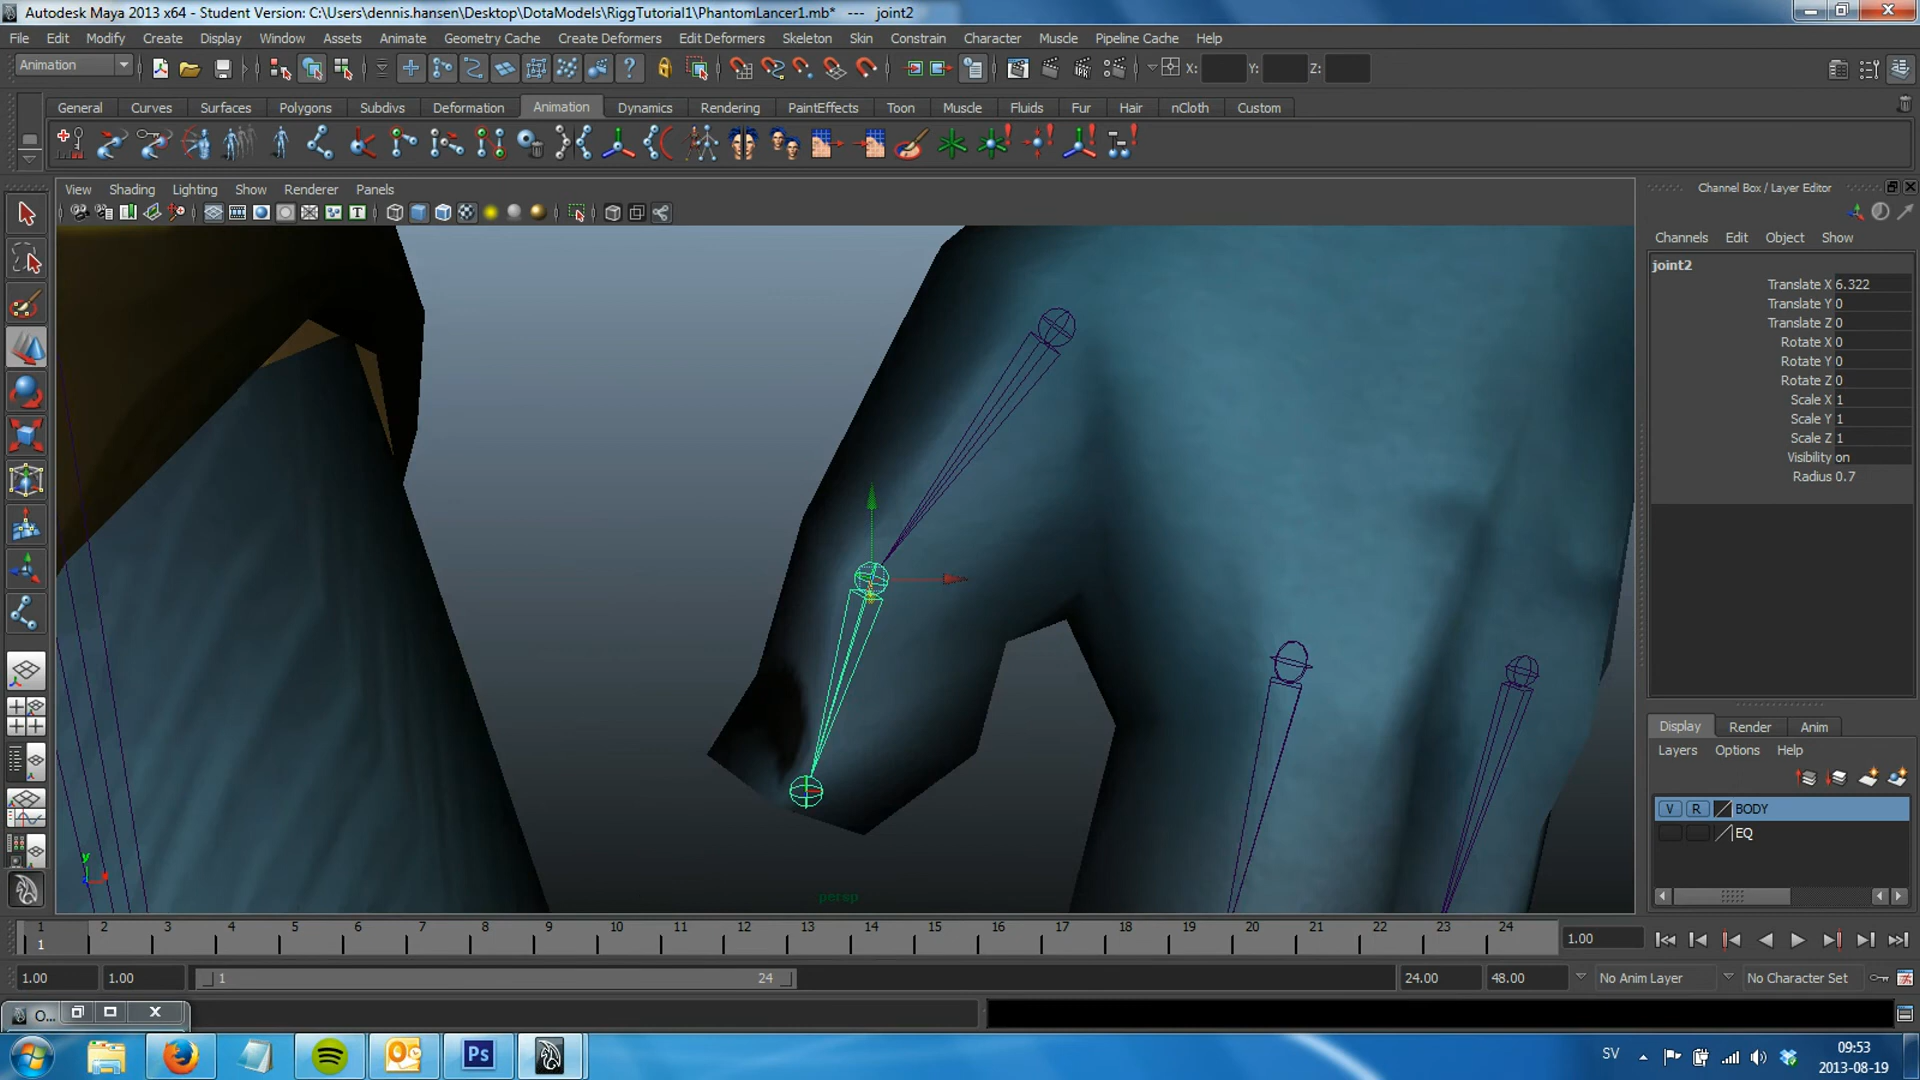 Autodesk Maya 2013 x64 - Student Version: C:\Users\dennis.hansen\Desktop\DotaModels\RiggTutorial1\PhantomLancer1.mb* --- joint2
File Edit Modify Create Display Window Assets Animate Geometry Cache Create Deformers Edit Deformers Skeleton Skin Constrain Character Muscle Pipeline Cache Help
Animation X: Y: Z:
General Curves Surfaces Polygons Subdivs Deformation Animation Dynamics Rendering PaintEffects Toon Muscle Fluids Fur Hair nCloth Custom
View Shading Lighting Show Renderer Panels
Channel Box / Layer Editor
Channels Edit Object Show
joint2
Translate X 6.322
Translate Y 0
Translate Z 0
Rotate X 0
Rotate Y 0
Rotate Z 0
Scale X 1
Scale Y 1
Scale Z 1
Visibility on
Radius 0.7
Display Render Anim
Layers Options Help
V R BODY
EQ
y
persp
1 2 3 4 5 6 7 8 9 10 11 12 13 14 15 16 17 18 19 20 21 22 23 24
1
1.00
1.00 1.00 1 24 24.00 48.00 No Anim Layer No Character Set
O...
Ps
SV
09:53
2013-08-19